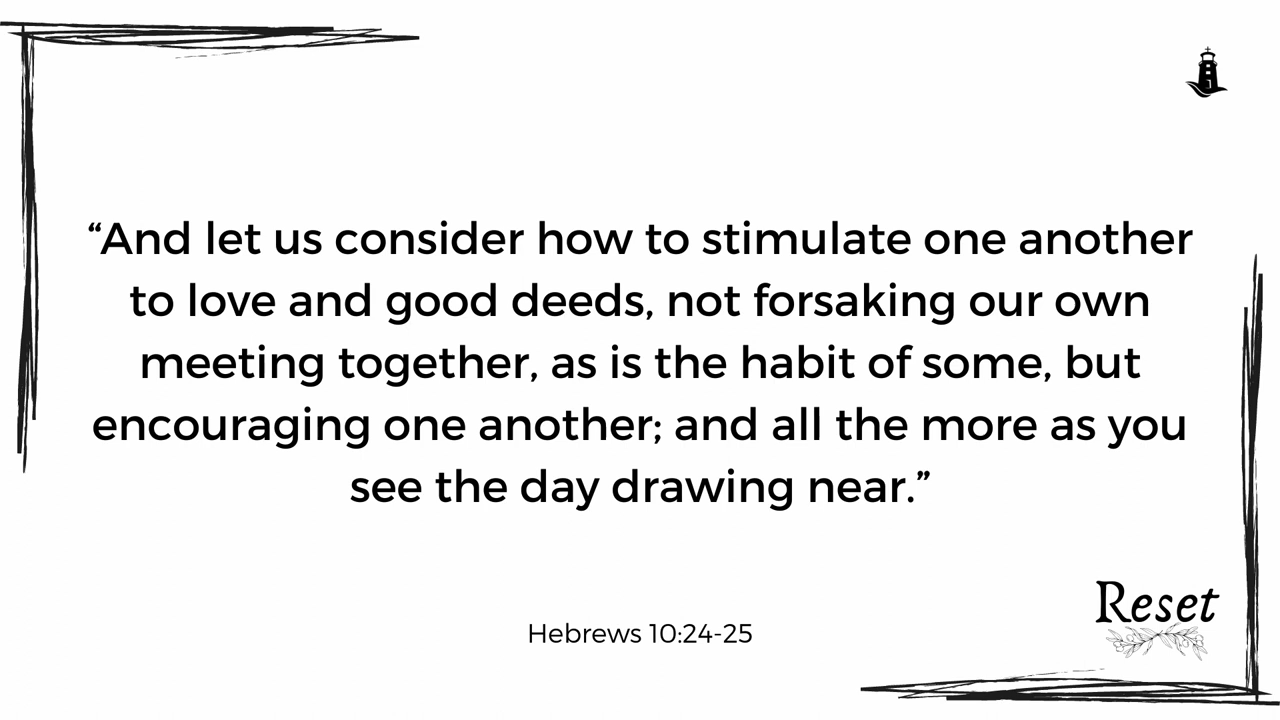 “And let us consider how to stimulate one another
to love and good deeds, not forsaking our own
meeting together, as is the habit of some, but
encouraging one another; and all the more as you
see the day drawing near.”
Hebrews 10:24-25
Reset